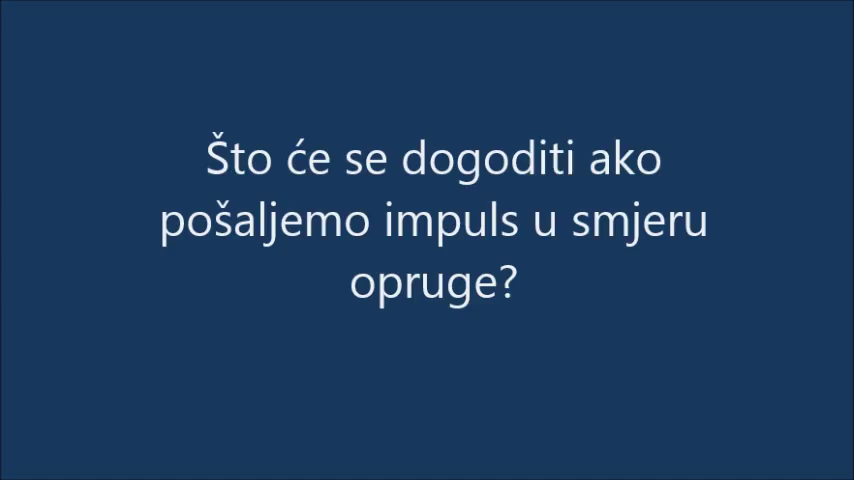 Što će se dogoditi ako
pošaljemo impuls u smjeru
opruge?